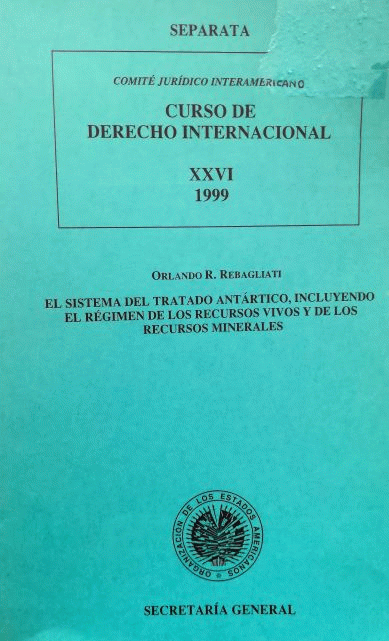 SEPARATA
COMITÉ JURÍDICO INTERAMERICANO
CURSO DE
DERECHO INTERNACIONAL
XXVI
1999
ORLANDO R. REBAGLIATI
EL SISTEMA DEL TRATADO ANTÁRTICO, INCLUYENDO
EL RÉGIMEN DE LOS RECURSOS VIVOS Y DE LOS
RECURSOS MINERALES
ORGANIZACIÓN DE LOS ESTADOS AMERICANOS
SECRETARÍA GENERAL